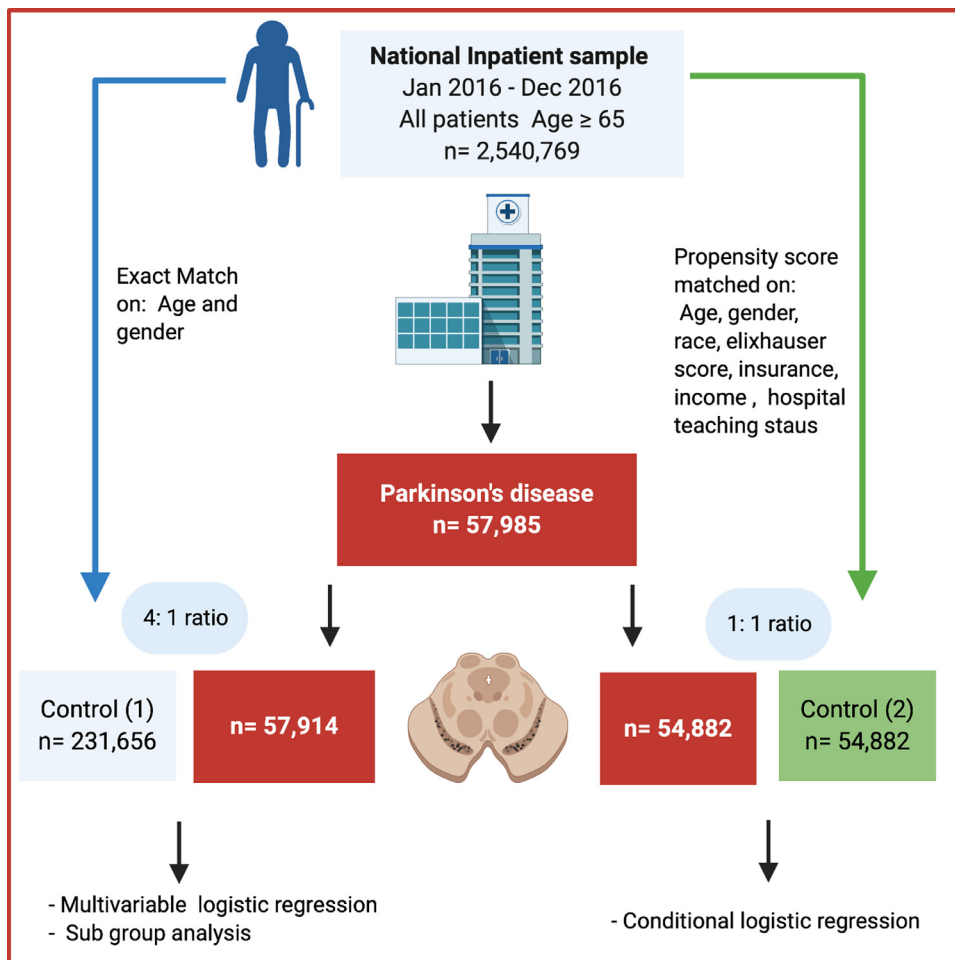 National Inpatient sample
Jan 2016 - Dec 2016
All patients Age ≥ 65
n= 2,540,769
Exact Match
on: Age and
gender
Propensity score
matched on:
Age, gender,
race, elixhauser
score, insurance,
income , hospital
teaching staus
Parkinson's disease
n= 57,985
4: 1 ratio
1: 1 ratio
Control (1)
n= 231,656
n= 57,914
n= 54,882
Control (2)
n= 54,882
- Multivariable logistic regression
- Sub group analysis
- Conditional logistic regression